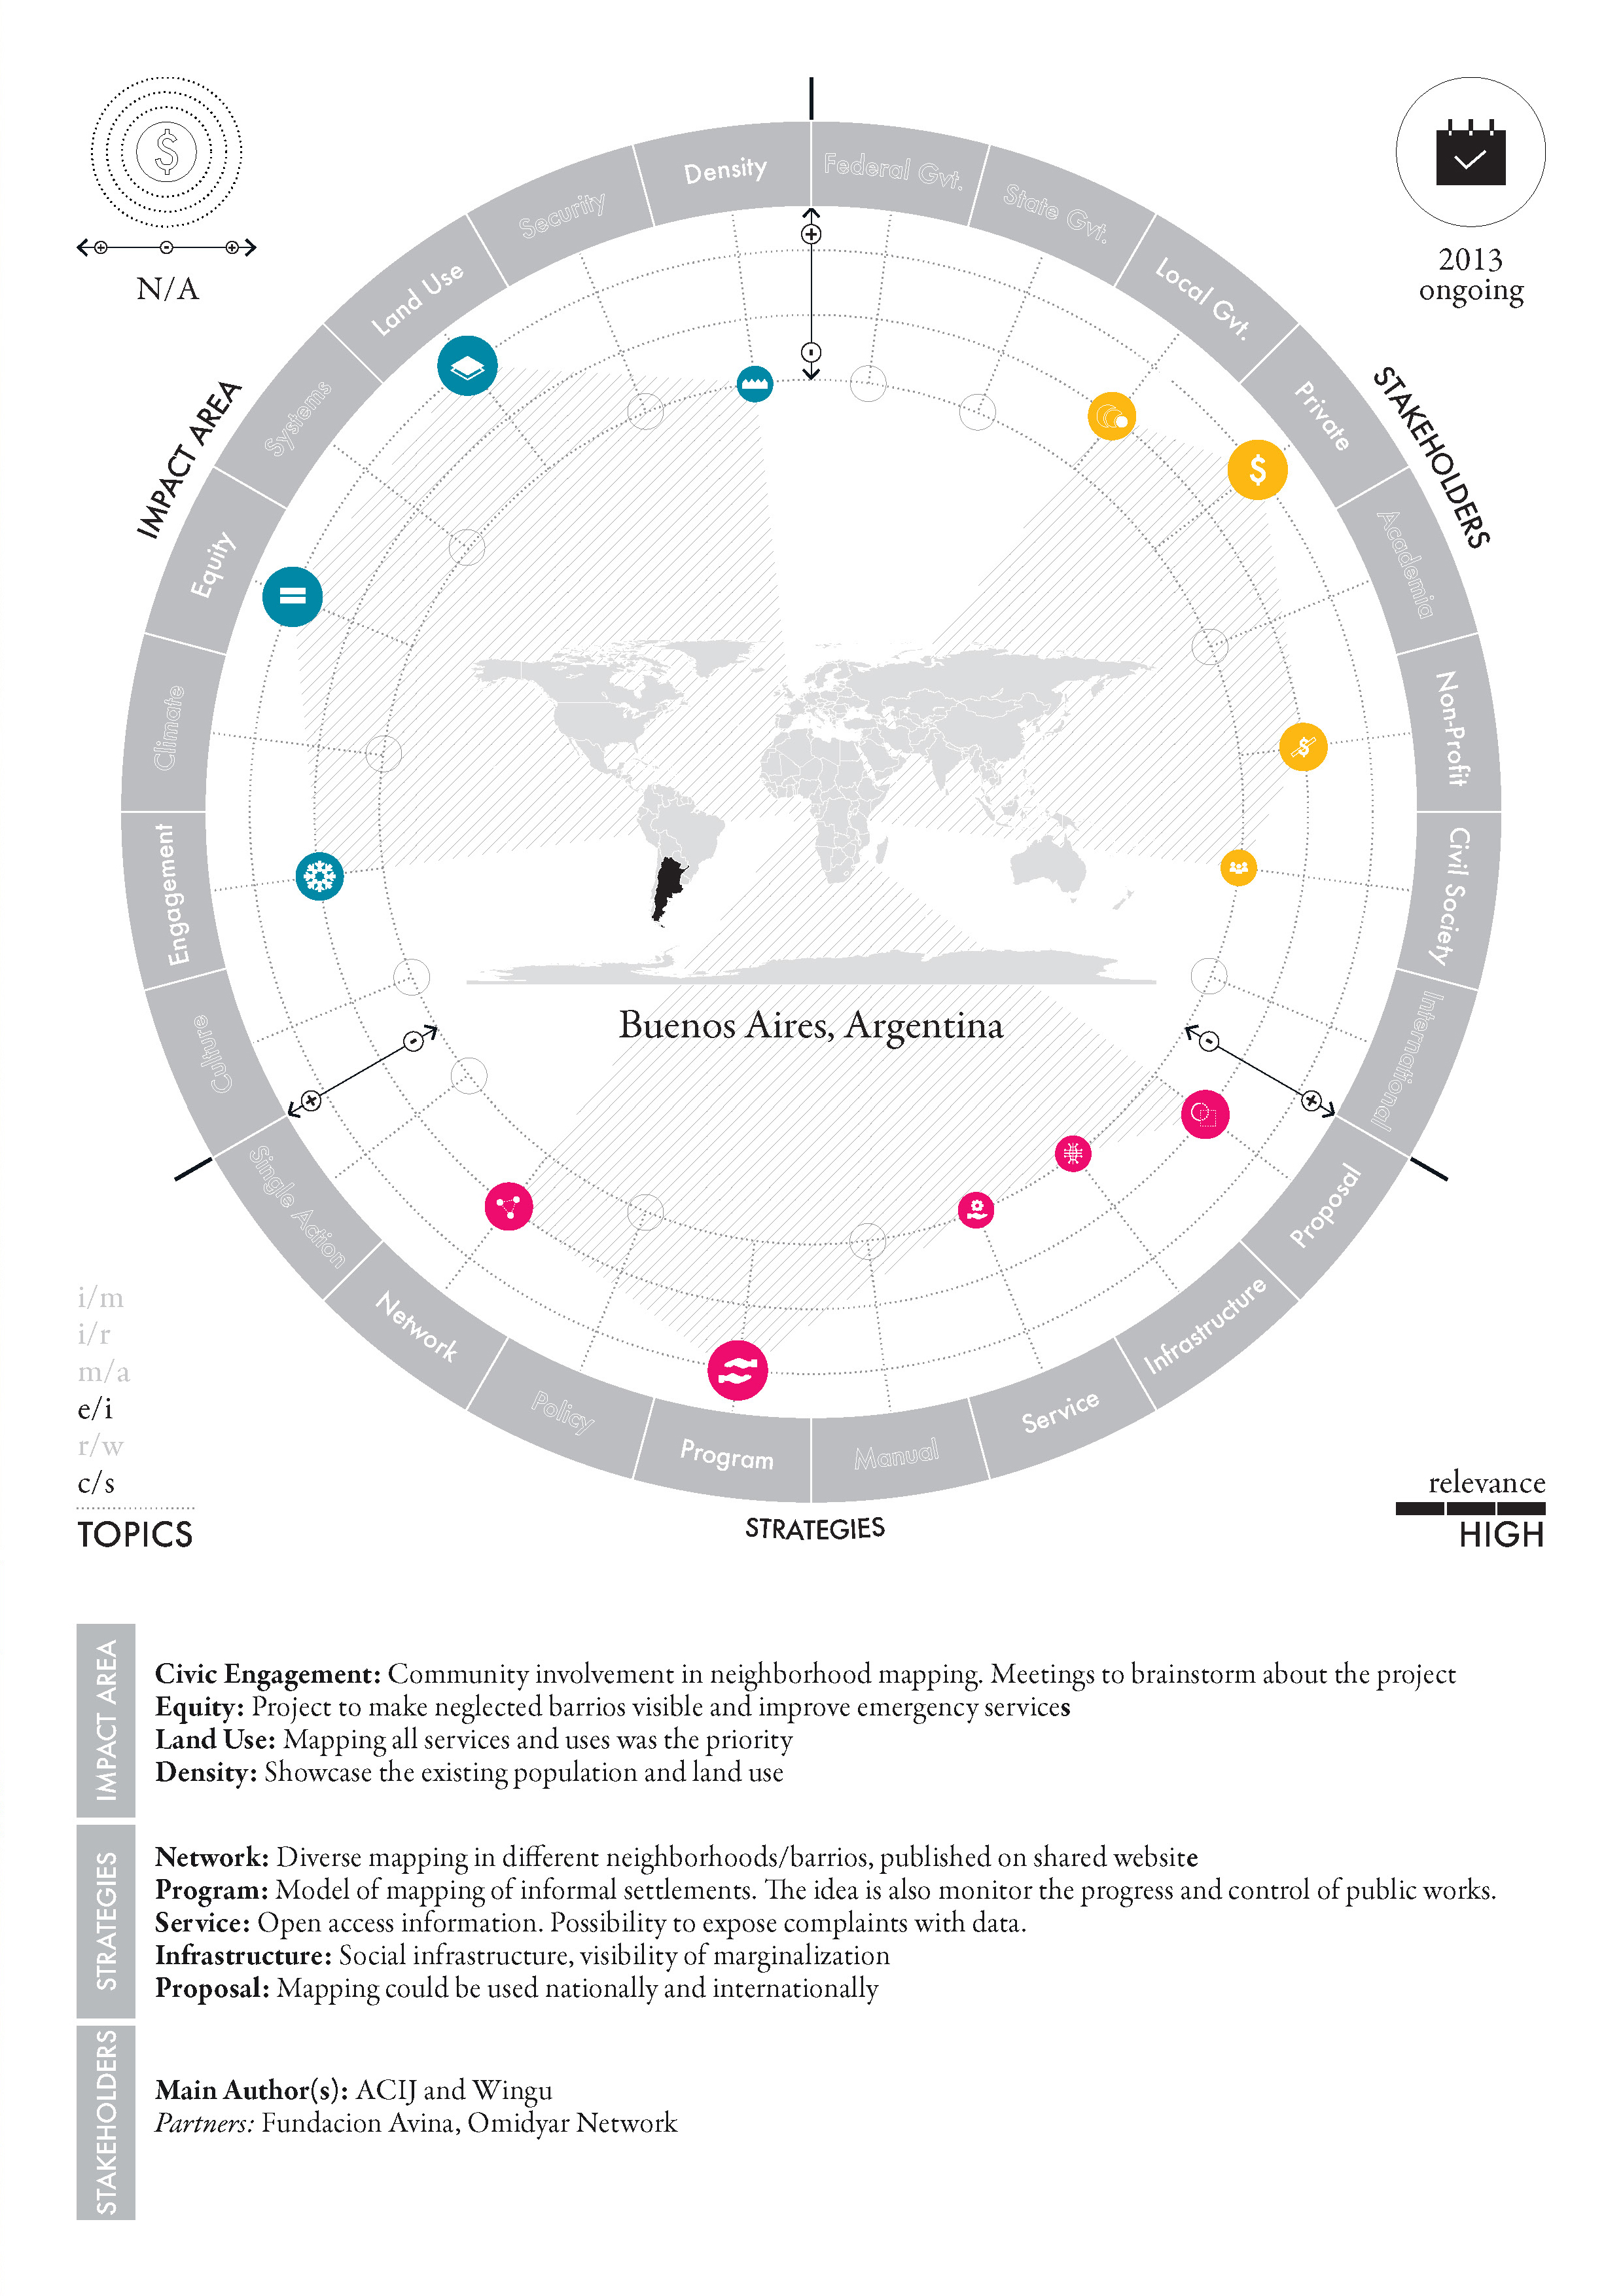 $
N/A
2013
ongoing
IMPACT AREA
STAKEHOLDERS
Density
Federal Gvt.
State Gvt.
Local Gvt.
Private
Academia
Non-Profit
Civil Society
International
Proposal
Infrastructure
Service
Manual
Program
Policy
Network
Single Action
Culture
Engagement
Climate
Equity
Systems
Land Use
Security
$
$
Buenos Aires, Argentina
i/m
i/r
m/a
e/i
r/w
c/s
TOPICS
STRATEGIES
relevance
HIGH
IMPACT AREA
Civic Engagement: Community involvement in neighborhood mapping. Meetings to brainstorm about the project
Equity: Project to make neglected barrios visible and improve emergency services
Land Use: Mapping all services and uses was the priority
Density: Showcase the existing population and land use
STRATEGIES
Network: Diverse mapping in different neighborhoods/barrios, published on shared website
Program: Model of mapping of informal settlements. The idea is also monitor the progress and control of public works.
Service: Open access information. Possibility to expose complaints with data.
Infrastructure: Social infrastructure, visibility of marginalization
Proposal: Mapping could be used nationally and internationally
STAKEHOLDERS
Main Author(s): ACIJ and Wingu
Partners: Fundacion Avina, Omidyar Network